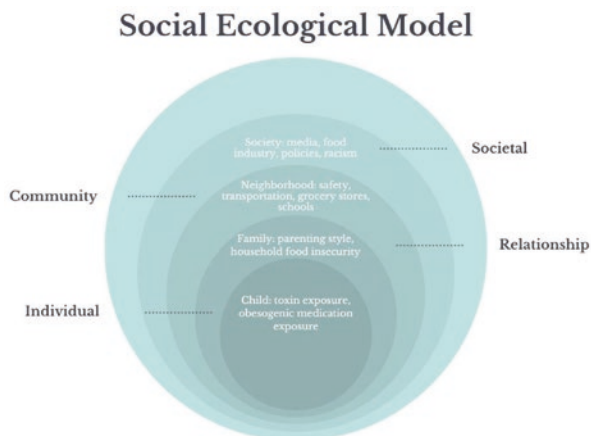 Social Ecological Model
Society: media, food
industry, policies, racism
Societal
Community
Neighborhood: safety,
transportation, grocery stores,
schools
Family: parenting style,
household food insecurity
Relationship
Individual
Child: toxin exposure,
obesogenic medication
exposure